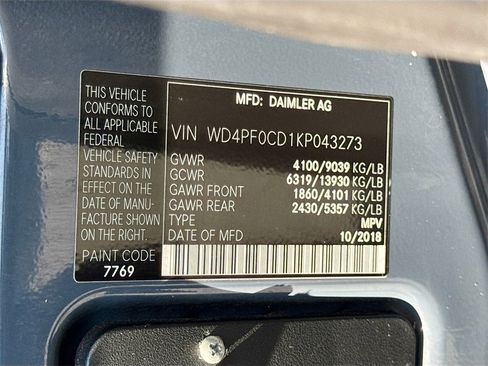 THIS VEHICLE
CONFORMS TO
ALL APPLICABLE
FEDERAL
MOTOR
VEHICLE SAFETY
STANDARDS IN
EFFECT ON THE
DATE OF MANU-
FACTURE SHOWN
ON THE RIGHT.
PAINT CODE
7769
MFD: DAIMLER AG
VIN WD4PF0CD1KP043273
GVWR 4100/9039 KG/LB
GCWR 6319/13930 KG/LB
GAWR FRONT 1860/4101 KG/LB
GAWR REAR 2430/5357 KG/LB
TYPE MPV
DATE OF MFD 10/2018